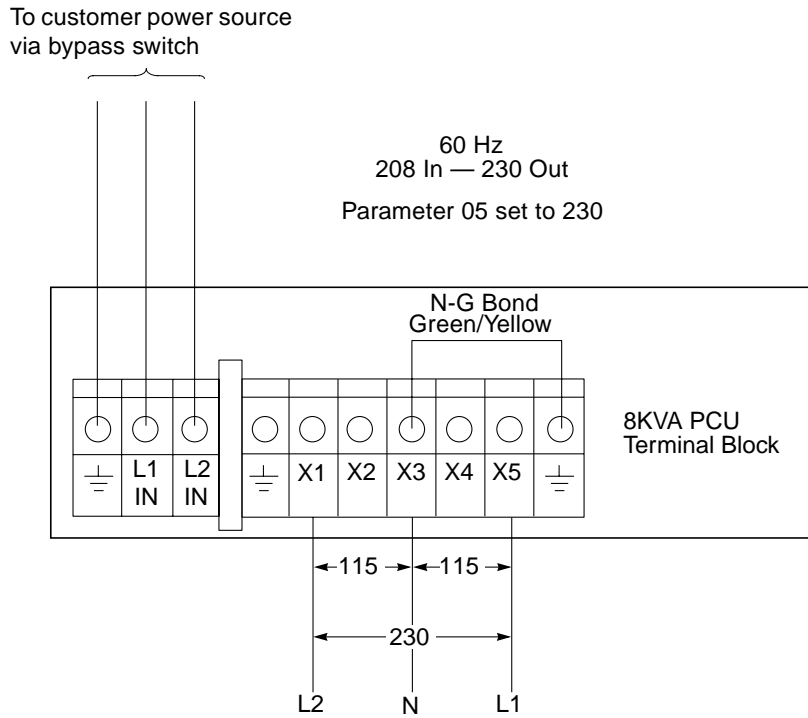 To customer power source
via bypass switch
60 Hz
208 In — 230 Out
Parameter 05 set to 230
N-G Bond
Green/Yellow
8KVA PCU
Terminal Block
L1 IN
L2 IN
X1
X2
X3
X4
X5
115
115
230
L2
N
L1